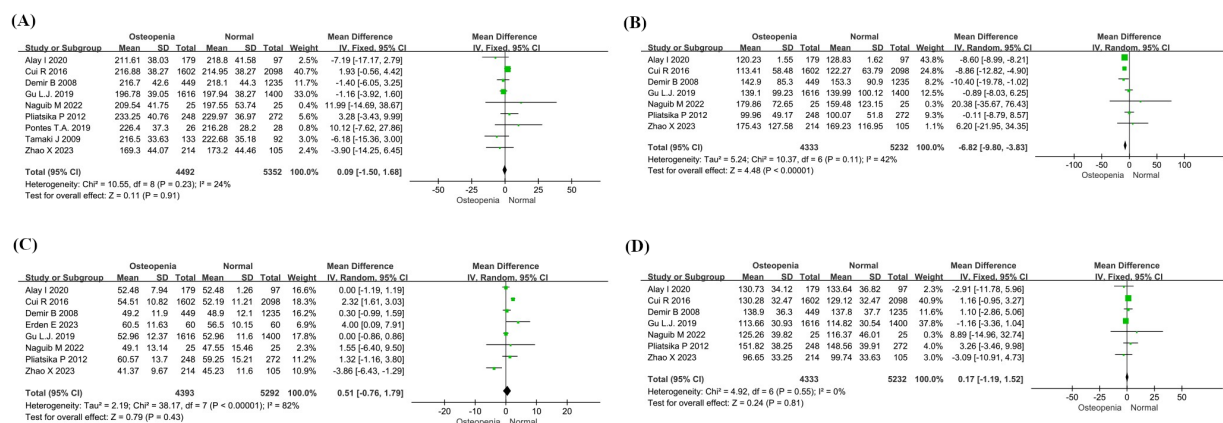 (A)
Osteopenia Normal Mean Difference Mean Difference
Study or Subgroup Mean SD Total Mean SD Total Weight IV. Fixed. 95% CI IV. Fixed. 95% CI
Alay I 2020 211.61 38.03 179 218.8 41.58 97 2.5% -7.19 [-17.17, 2.79]
Cui R 2016 216.88 38.27 1602 214.95 38.27 2098 40.7% 1.93 [-0.56, 4.42]
Demir B 2008 216.7 42.6 449 218.1 44.3 1235 11.7% -1.40 [-6.05, 3.25]
Gu L.J. 2019 196.78 39.05 1616 197.94 38.27 1400 33.1% -1.16 [-3.92, 1.60]
Naguib M 2022 209.54 41.75 25 197.55 53.74 25 0.4% 11.99 [-14.69, 38.67]
Pliatsika P 2012 233.25 40.76 248 229.97 36.97 272 5.6% 3.28 [-3.43, 9.99]
Pontes T.A. 2019 226.4 37.3 26 216.28 28.2 28 0.8% 10.12 [-7.62, 27.86]
Tamaki J 2009 216.5 33.63 133 222.68 35.18 92 3.0% -6.18 [-15.36, 3.00]
Zhao X 2023 169.3 44.07 214 173.2 44.46 105 2.4% -3.90 [-14.25, 6.45]
Total (95% CI) 4492 5352 100.0% 0.09 [-1.50, 1.68]
Heterogeneity: Chi² = 10.55, df = 8 (P = 0.23); I² = 24%
Test for overall effect: Z = 0.11 (P = 0.91)
-50 -25 0 25 50
Osteopenia Normal
(B)
Osteopenia Normal Mean Difference Mean Difference
Study or Subgroup Mean SD Total Mean SD Total Weight IV. Random. 95% CI IV. Random. 95% CI
Alay I 2020 120.23 1.55 179 128.83 1.62 97 -8.60 [-8.99, -8.21]
Cui R 2016 113.41 58.48 1602 122.27 63.79 2098 -8.86 [-12.82, -4.90]
Demir B 2008 142.9 85.3 449 153.3 90.9 1235 -10.40 [-19.78, -1.02]
Gu L.J. 2019 139.1 99.23 1616 139.99 100.12 1400 -0.89 [-8.03, 6.25]
Naguib M 2022 179.86 72.65 25 159.48 123.15 25 20.38 [-35.67, 76.43]
Pliatsika P 2012 99.96 49.17 248 100.07 51.8 272 -0.11 [-8.79, 8.57]
Zhao X 2023 175.43 127.58 214 169.23 116.95 105 1.1% 6.20 [-21.95, 34.35]
Total (95% CI) 4333 5232 100.0% -6.82 [-9.80, -3.83]
Heterogeneity: Tau² = 5.24; Chi² = 10.37, df = 6 (P = 0.11); I² = 42%
Test for overall effect: Z = 4.48 (P < 0.00001)
-100 -50 0 50 100
Osteopenia Normal
(C)
Osteopenia Normal Mean Difference Mean Difference
Study or Subgroup Mean SD Total Mean SD Total Weight IV. Random. 95% CI IV. Random. 95% CI
Alay I 2020 52.48 7.94 179 52.48 1.26 97 16.6% 0.00 [-1.19, 1.19]
Cui R 2016 54.51 10.82 1602 52.19 11.21 2098 18.3% 2.32 [1.61, 3.03]
Demir B 2008 49.2 11.9 449 48.9 12.1 1235 0.30 [-0.99, 1.59]
Erden E 2023 60.5 11.63 60 56.5 10.15 60 6.9% 4.00 [0.09, 7.91]
Gu L.J. 2019 52.96 12.37 1616 52.96 11.6 1400 17.8% 0.00 [-0.86, 0.86]
Naguib M 2022 49.1 13.14 25 47.55 15.46 25 1.55 [-6.40, 9.50]
Pliatsika P 2012 60.57 13.7 248 59.25 15.21 272 1.32 [-1.16, 3.80]
Zhao X 2023 41.37 9.67 214 45.23 11.6 105 -3.86 [-6.43, -1.29]
Total (95% CI) 4393 5292 100.0% 0.51 [-0.76, 1.79]
Heterogeneity: Tau² = 2.19; Chi² = 38.17, df = 7 (P < 0.00001); I² = 82%
Test for overall effect: Z = 0.79 (P = 0.43)
-20 -10 0 10 20
Osteopenia Normal
(D)
Osteopenia Normal Mean Difference Mean Difference
Study or Subgroup Mean SD Total Mean SD Total Weight IV. Fixed. 95% CI IV. Fixed. 95% CI
Alay I 2020 130.73 34.12 179 133.64 36.82 97 -2.91 [-11.78, 5.96]
Cui R 2016 130.28 32.47 1602 129.12 32.47 2098 1.16 [-0.95, 3.27]
Demir B 2008 138.9 36.3 449 137.8 37.7 1235 1.10 [-2.86, 5.06]
Gu L.J. 2019 113.66 30.93 1616 114.82 30.54 1400 -1.16 [-3.36, 1.04]
Naguib M 2022 125.26 39.82 25 116.37 46.01 25 8.89 [-14.96, 32.74]
Pliatsika P 2012 151.82 38.25 248 148.56 39.91 272 3.26 [-3.46, 9.98]
Zhao X 2023 96.65 33.25 214 99.74 33.63 105 -3.09 [-10.91, 4.73]
Total (95% CI) 4333 5232 100.0% 0.17 [-1.19, 1.52]
Heterogeneity: Chi² = 4.92, df = 6 (P = 0.55); I² = 0%
Test for overall effect: Z = 0.24 (P = 0.81)
-100 -50 0 50 100
Osteopenia Normal